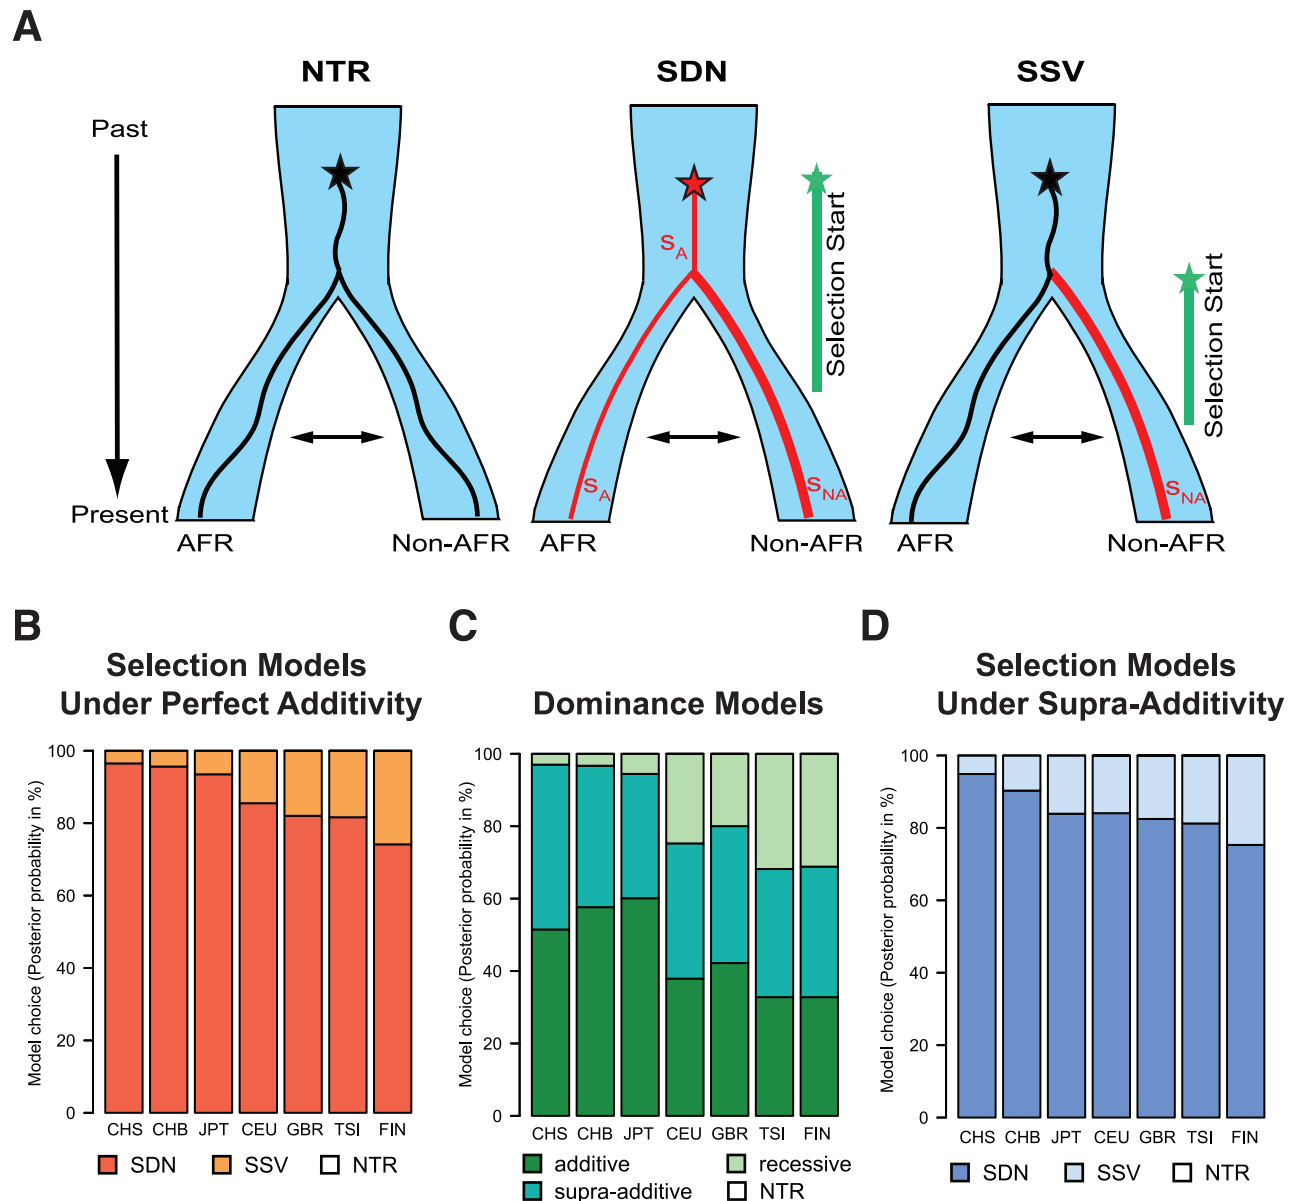 A
NTR
SDN
SSV
Past
Present
AFR
Non-AFR
sA
sA
sNA
Selection Start
AFR
Non-AFR
sNA
Selection Start
AFR
Non-AFR
B
Selection Models
Under Perfect Additivity
Model choice (Posterior probability in %)
100
80
60
40
20
0
CHS CHB JPT CEU GBR TSI FIN
SDN SSV NTR
C
Dominance Models
Model choice (Posterior probability in %)
100
80
60
40
20
0
CHS CHB JPT CEU GBR TSI FIN
additive recessive
supra-additive NTR
D
Selection Models
Under Supra-Additivity
Model choice (Posterior probability in %)
100
80
60
40
20
0
CHS CHB JPT CEU GBR TSI FIN
SDN SSV NTR